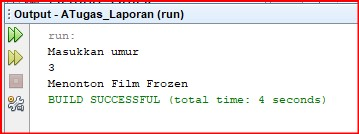 Output - ATugas_Laporan (run)
run:
Masukkan umur
3
Menonton Film Frozen
BUILD SUCCESSFUL (total time: 4 seconds)